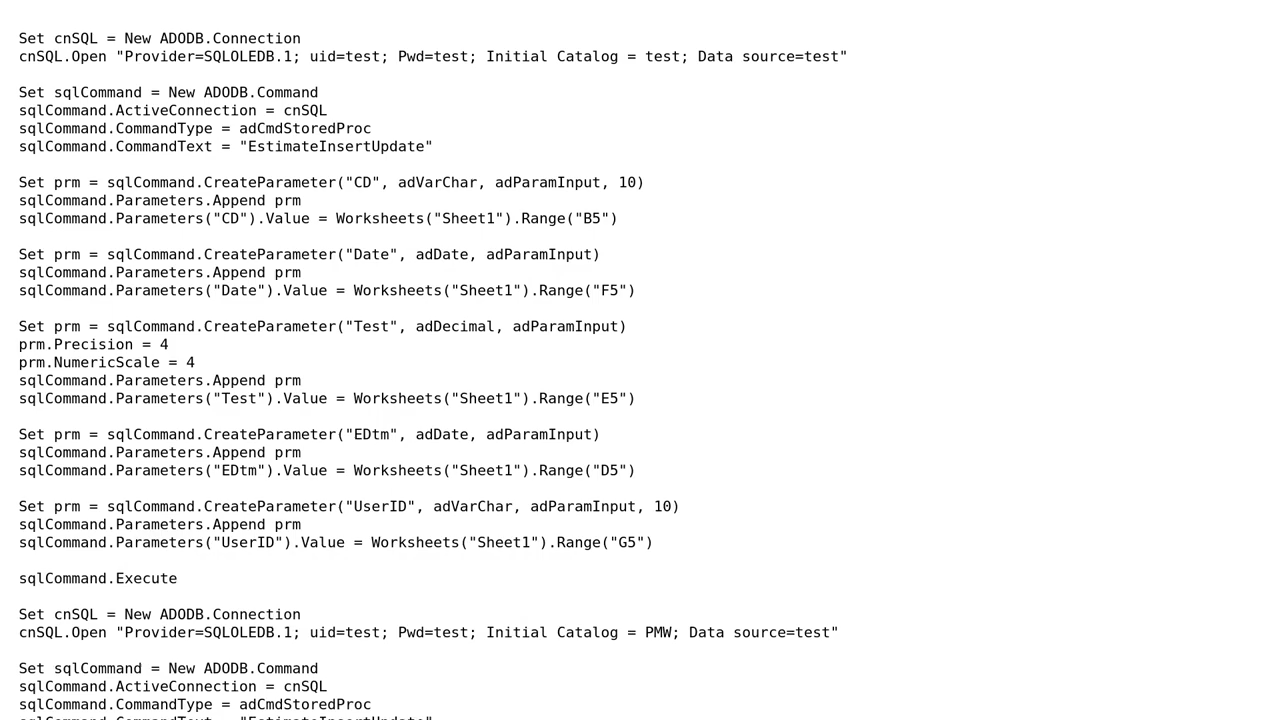 Set cnSQL = New ADODB.Connection
cnSQL.Open "Provider=SQLOLEDB.1; uid=test; Pwd=test; Initial Catalog = test; Data source=test"
Set sqlCommand = New ADODB.Command
sqlCommand.ActiveConnection = cnSQL
sqlCommand.CommandType = adCmdStoredProc
sqlCommand.CommandText = "EstimateInsertUpdate"
Set prm = sqlCommand.CreateParameter("CD", adVarChar, adParamInput, 10)
sqlCommand.Parameters.Append prm
sqlCommand.Parameters("CD").Value = Worksheets("Sheet1").Range("B5")
Set prm = sqlCommand.CreateParameter("Date", adDate, adParamInput)
sqlCommand.Parameters.Append prm
sqlCommand.Parameters("Date").Value = Worksheets("Sheet1").Range("F5")
Set prm = sqlCommand.CreateParameter("Test", adDecimal, adParamInput)
prm.Precision = 4
prm.NumericScale = 4
sqlCommand.Parameters.Append prm
sqlCommand.Parameters("Test").Value = Worksheets("Sheet1").Range("E5")
Set prm = sqlCommand.CreateParameter("EDtm", adDate, adParamInput)
sqlCommand.Parameters.Append prm
sqlCommand.Parameters("EDtm").Value = Worksheets("Sheet1").Range("D5")
Set prm = sqlCommand.CreateParameter("UserID", adVarChar, adParamInput, 10)
sqlCommand.Parameters.Append prm
sqlCommand.Parameters("UserID").Value = Worksheets("Sheet1").Range("G5")
sqlCommand.Execute
Set cnSQL = New ADODB.Connection
cnSQL.Open "Provider=SQLOLEDB.1; uid=test; Pwd=test; Initial Catalog = PMW; Data source=test"
Set sqlCommand = New ADODB.Command
sqlCommand.ActiveConnection = cnSQL
sqlCommand.CommandType = adCmdStoredProc